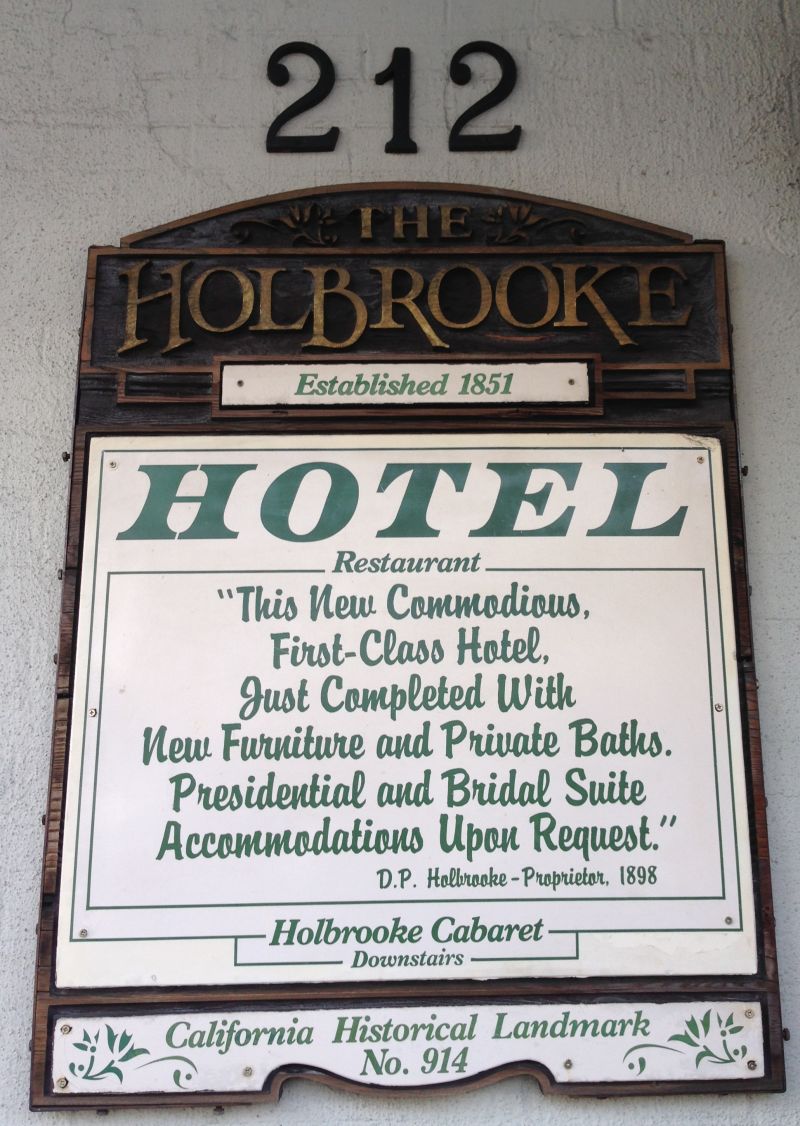 212
THE
HOLBROOKE
Established 1851
HOTEL
Restaurant
"This New Commodious,
First-Class Hotel,
Just Completed With
New Furniture and Private Baths.
Presidential and Bridal Suite
Accommodations Upon Request."
D.P. Holbrooke - Proprietor, 1898
Holbrooke Cabaret
Downstairs
California Historical Landmark
No. 914